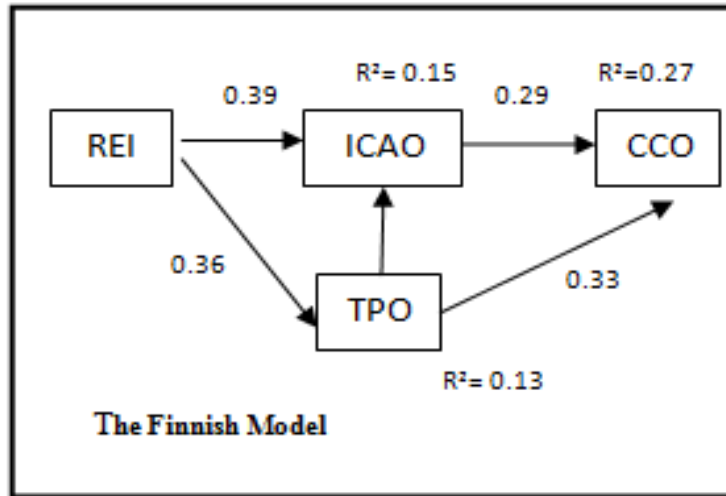 R²= 0.15
R²=0.27
0.39
0.29
REI
ICAO
CCO
0.36
TPO
0.33
R²= 0.13
The Finnish Model